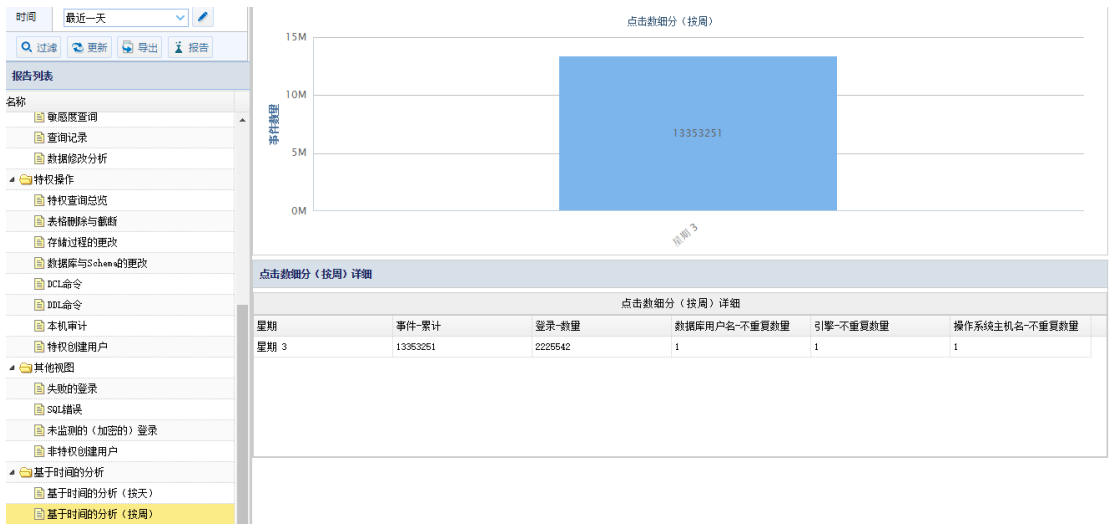 时间 最近一天
过滤 更新 导出 报告
报告列表
名称
敏感度查询
查询记录
数据修改分析
特权操作
特权查询总览
表格删除与截断
存储过程的更改
数据库与Schema的更改
DCL命令
DDL命令
本机审计
特权创建用户
其他视图
失败的登录
SQL错误
未监测的（加密的）登录
非特权创建用户
基于时间的分析
基于时间的分析（按天）
基于时间的分析（按周）
点击数细分（按周）
15M
10M
5M
0M
事件数量
13353251
星期 3
点击数细分（按周）详细
点击数细分（按周）详细
星期 事件-累计 登录-数量 数据库用户名-不重复数量 引擎-不重复数量 操作系统主机名-不重复数量
星期 3 13353251 2225542 1 1 1